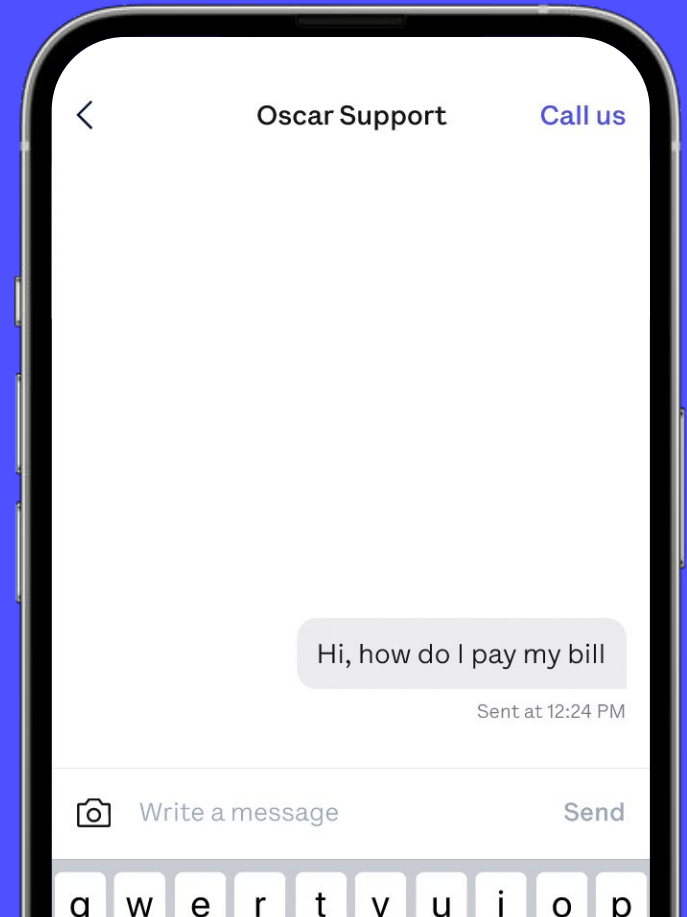 Oscar Support
Call us
Hi, how do I pay my bill
Sent at 12:24 PM
Write a message
Send
q w e r t y u i o p